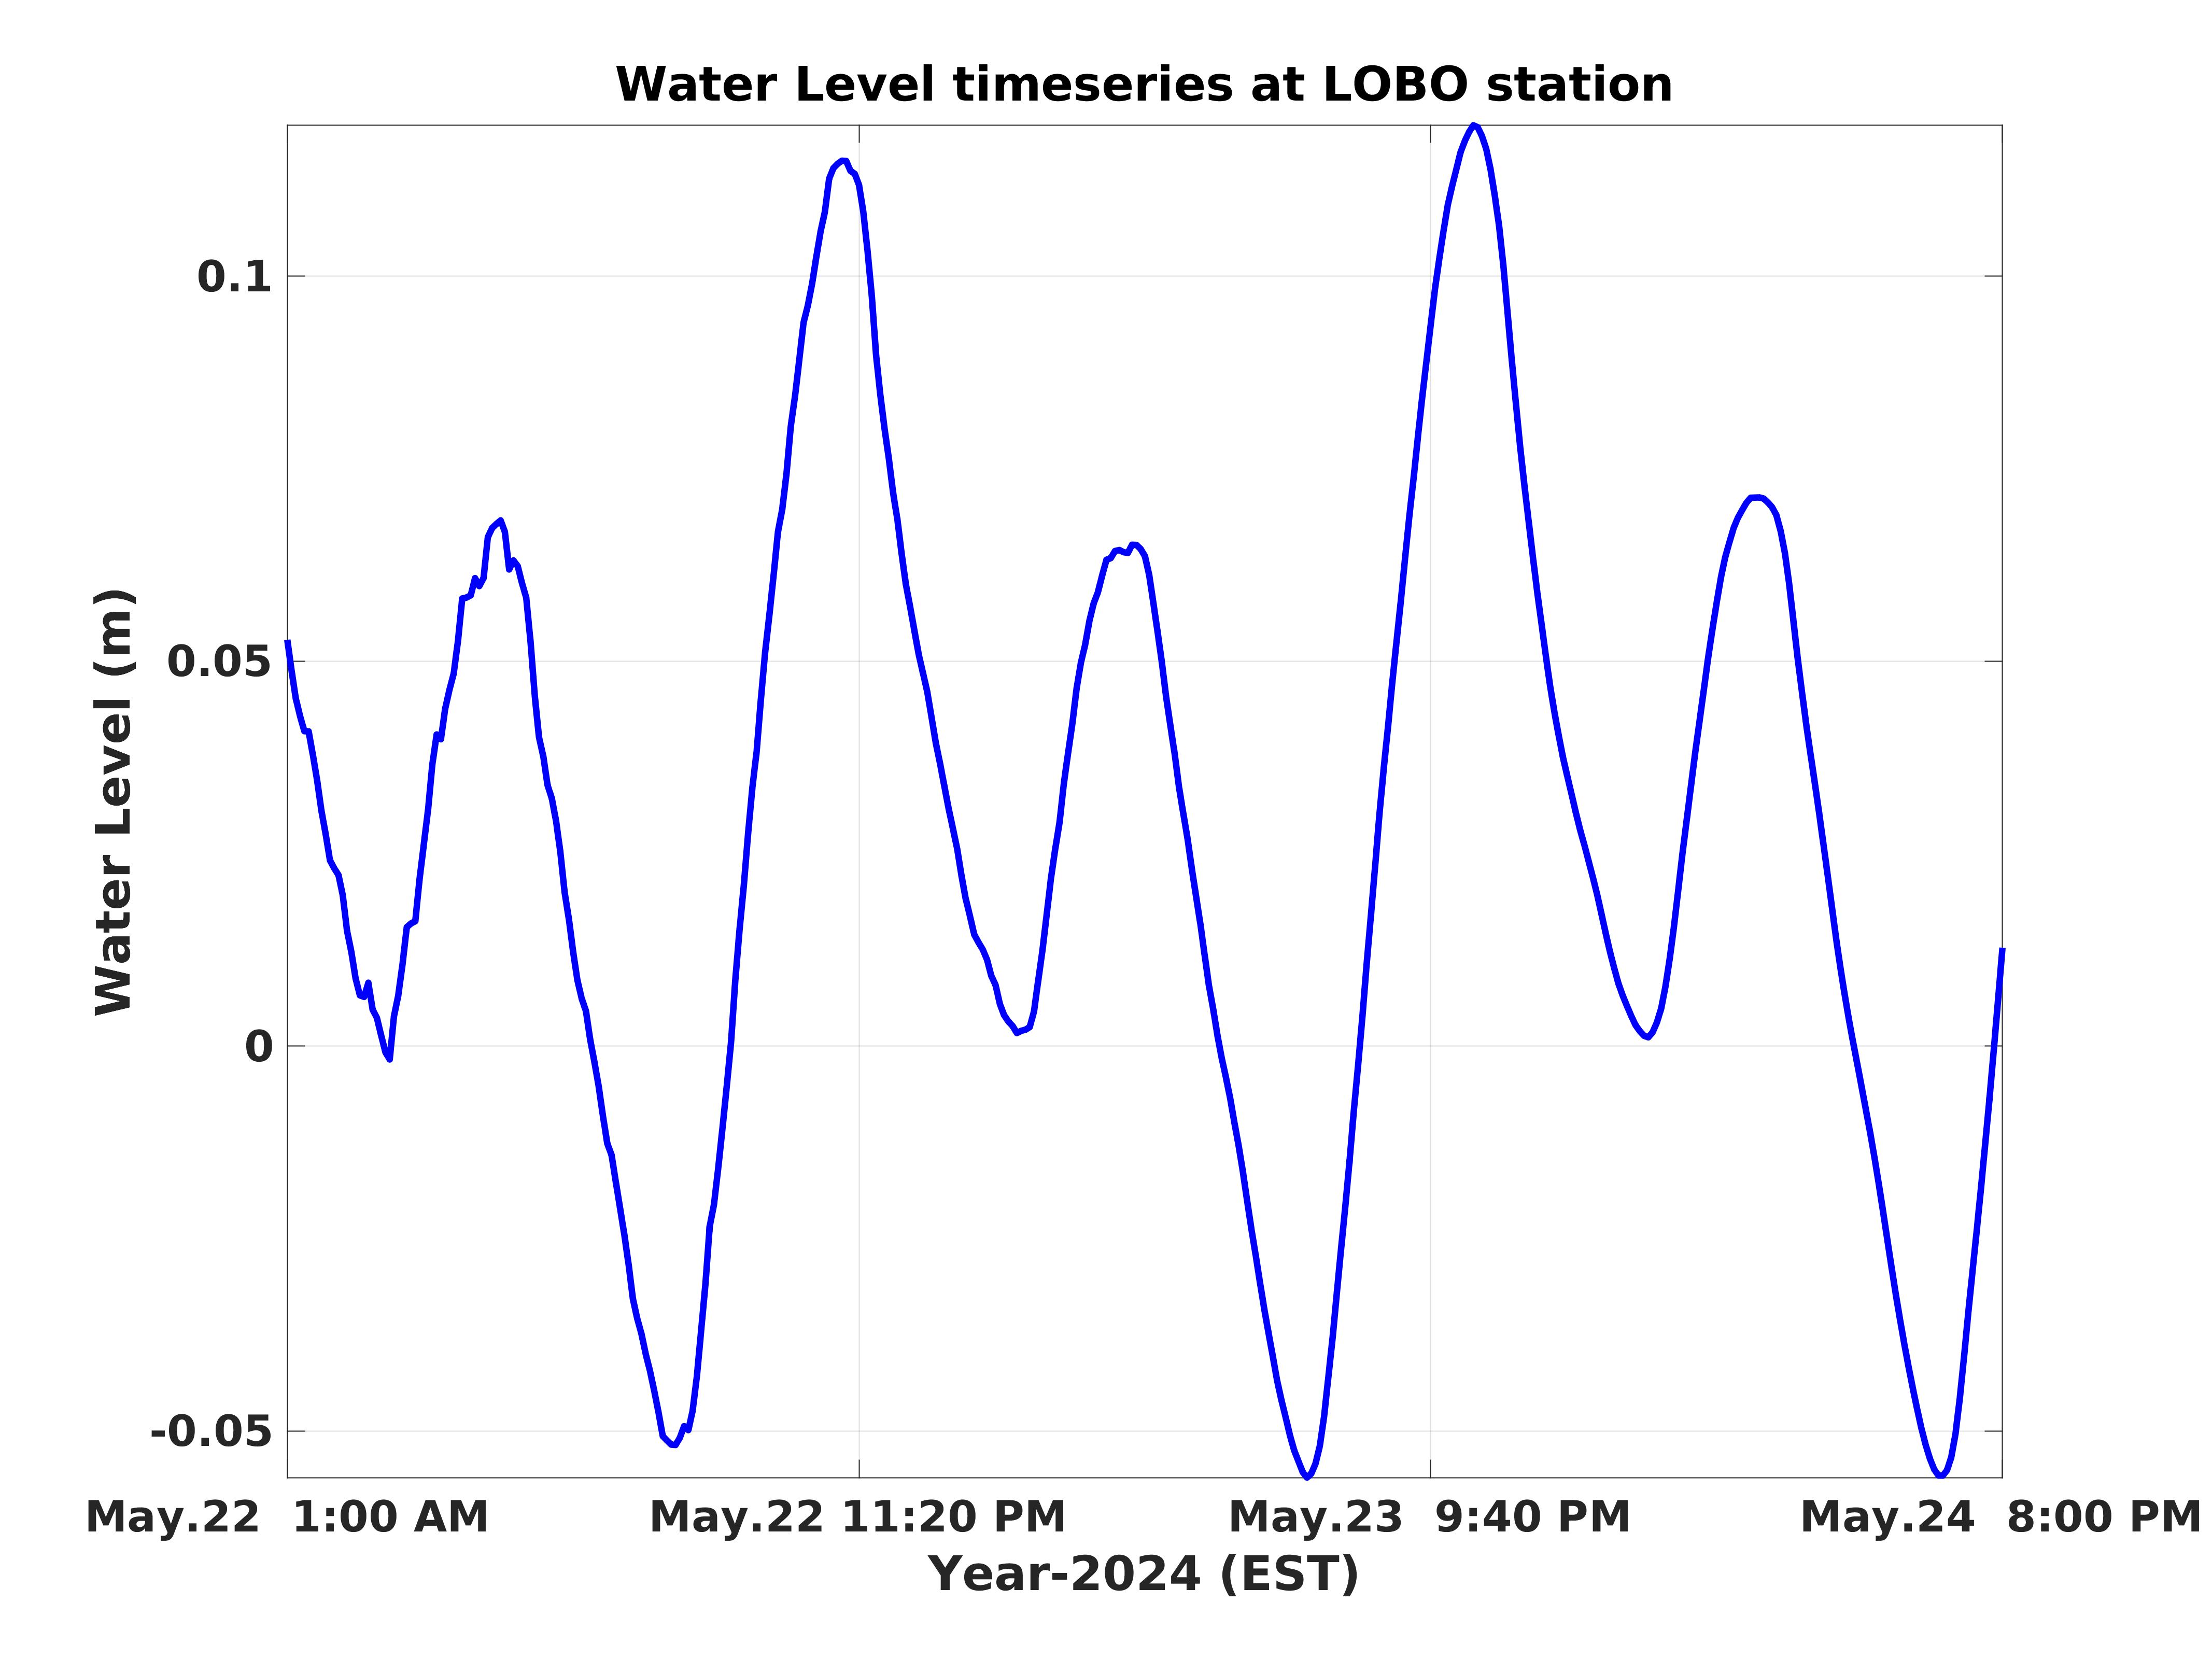 Water Level timeseries at LOBO station
Water Level (m)
0.1
0.05
0
-0.05
May.22  1:00 AM
May.22 11:20 PM
May.23  9:40 PM
May.24  8:00 PM
Year-2024 (EST)